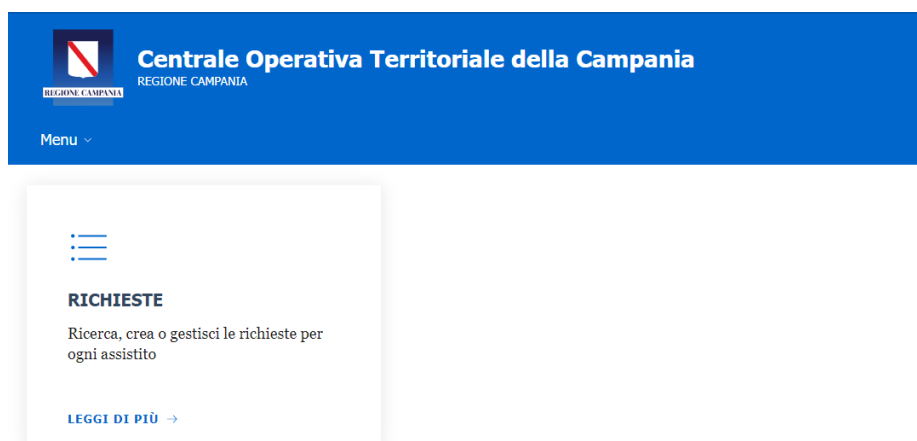 Centrale Operativa Territoriale della Campania
REGIONE CAMPANIA
REGIONE CAMPANIA
Menu
RICHIESTE
Ricerca, crea o gestisci le richieste per
ogni assistito
LEGGI DI PIÙ →